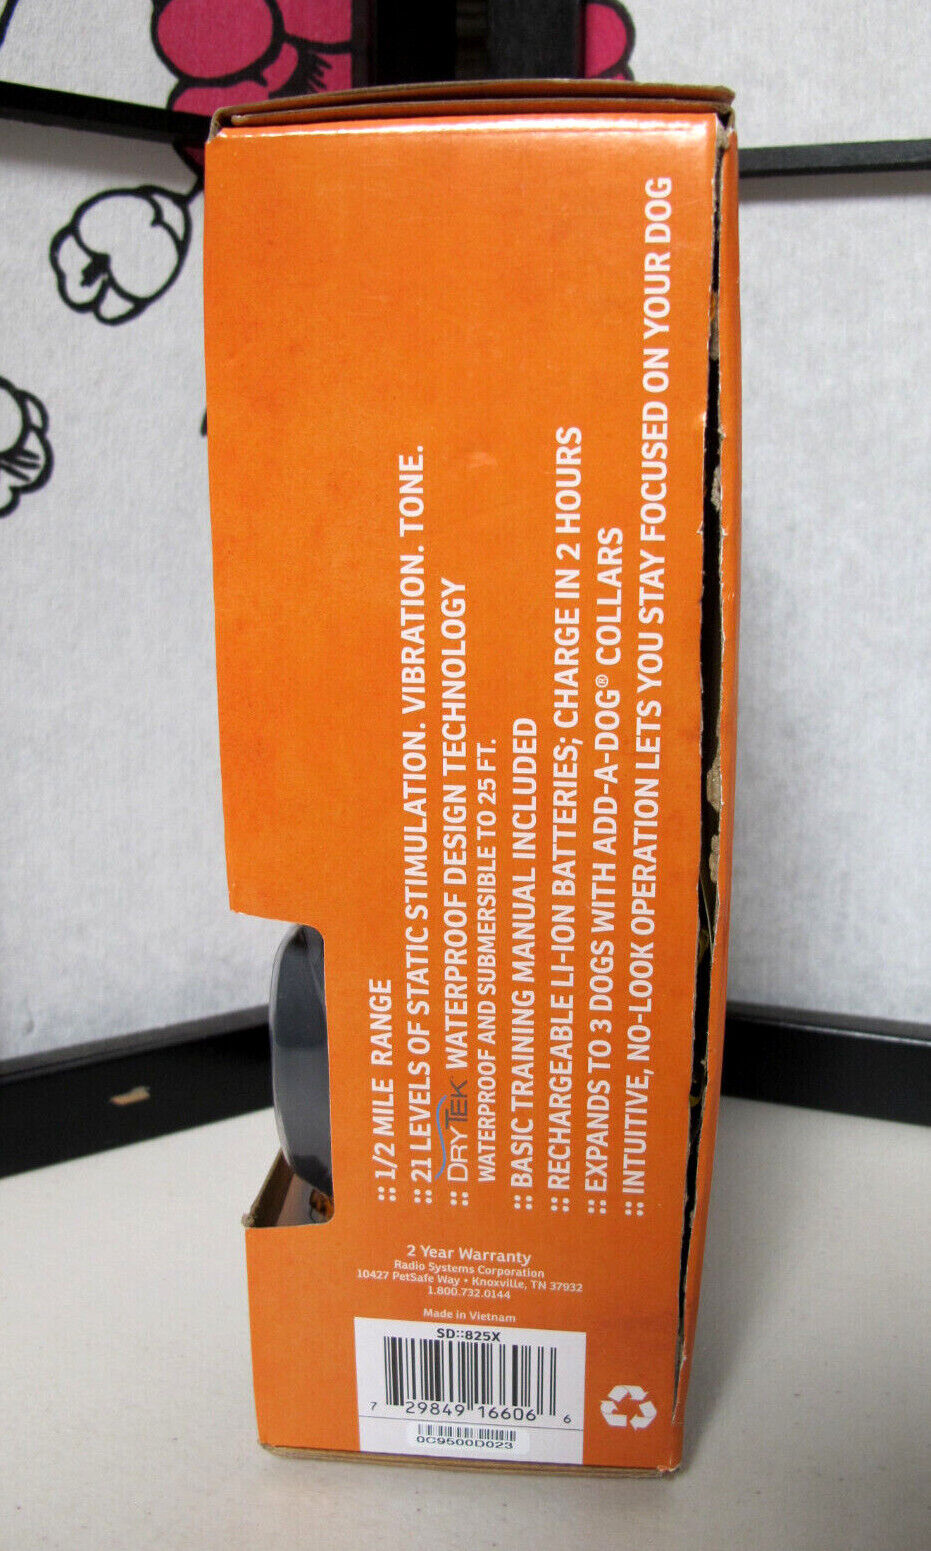 :: 1/2 MILE RANGE
:: 21 LEVELS OF STATIC STIMULATION. VIBRATION. TONE.
:: DRYTEK WATERPROOF DESIGN TECHNOLOGY
WATERPROOF AND SUBMERSIBLE TO 25 FT.
:: BASIC TRAINING MANUAL INCLUDED
:: RECHARGEABLE LI-ION BATTERIES; CHARGE IN 2 HOURS
:: EXPANDS TO 3 DOGS WITH ADD-A-DOG® COLLARS
:: INTUITIVE, NO-LOOK OPERATION LETS YOU STAY FOCUSED ON YOUR DOG
2 Year Warranty
Radio Systems Corporation
10427 PetSafe Way • Knoxville, TN 37932
1.800.732.0144
Made in Vietnam
SD::825X
7 29849 16606 6
0C9500D023